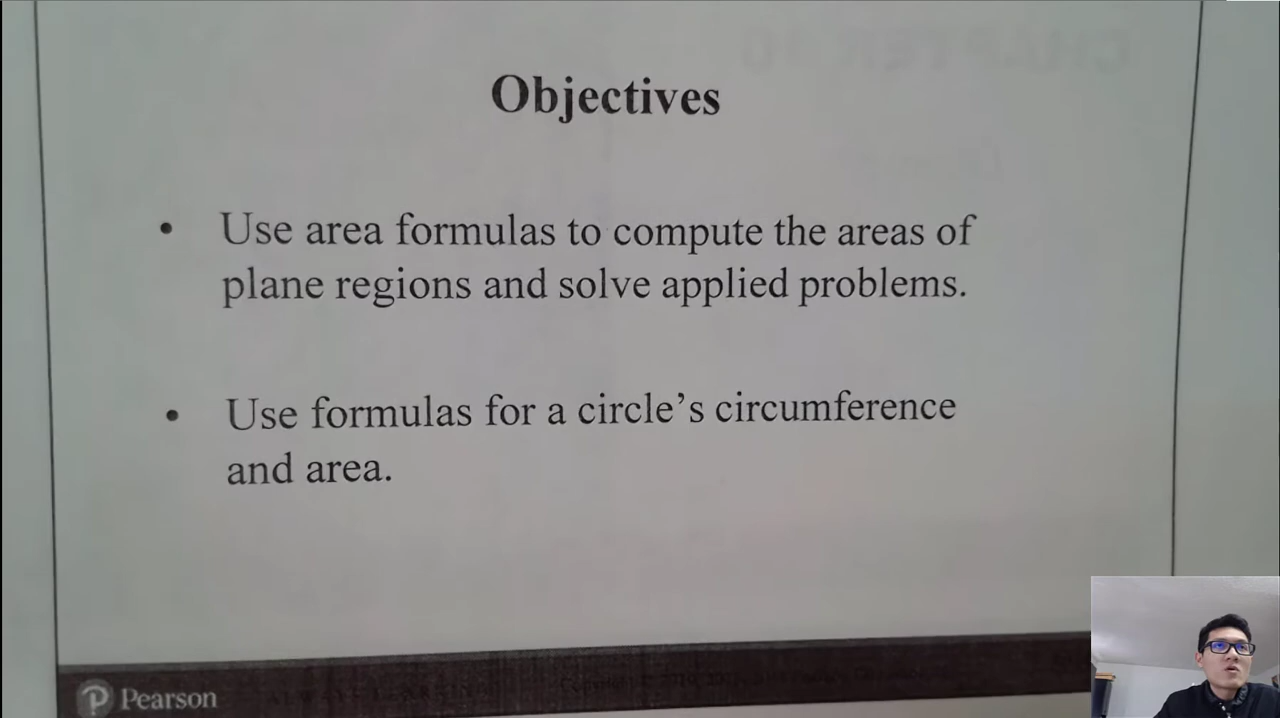 Objectives
• Use area formulas to compute the areas of
plane regions and solve applied problems.
• Use formulas for a circle’s circumference
and area.
Pearson